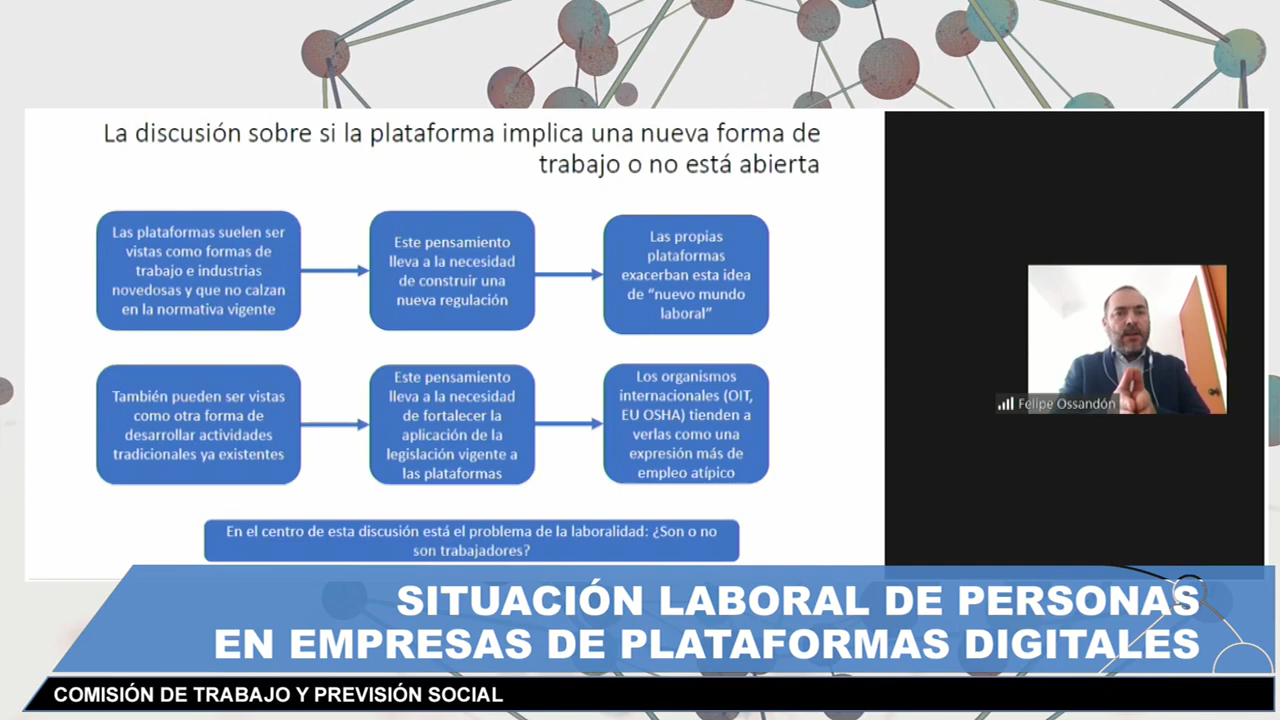 La discusión sobre si la plataforma implica una nueva forma de
trabajo o no está abierta
Las plataformas suelen ser
vistas como formas de
trabajo e industrias
novedosas y que no calzan
en la normativa vigente
Este pensamiento
lleva a la necesidad
de construir una
nueva regulación
Las propias
plataformas
exacerban esta idea
de “nuevo mundo
laboral”
También pueden ser vistas
como otra forma de
desarrollar actividades
tradicionales ya existentes
Este pensamiento
lleva a la necesidad
de fortalecer la
aplicación de la
legislación vigente a
las plataformas
Los organismos
internacionales (OIT,
EU OSHA) tienden a
verlas como una
expresión más de
empleo atípico
En el centro de esta discusión está el problema de la laboralidad: ¿Son o no
son trabajadores?
Felipe Ossandón
SITUACIÓN LABORAL DE PERSONAS
EN EMPRESAS DE PLATAFORMAS DIGITALES
COMISIÓN DE TRABAJO Y PREVISIÓN SOCIAL